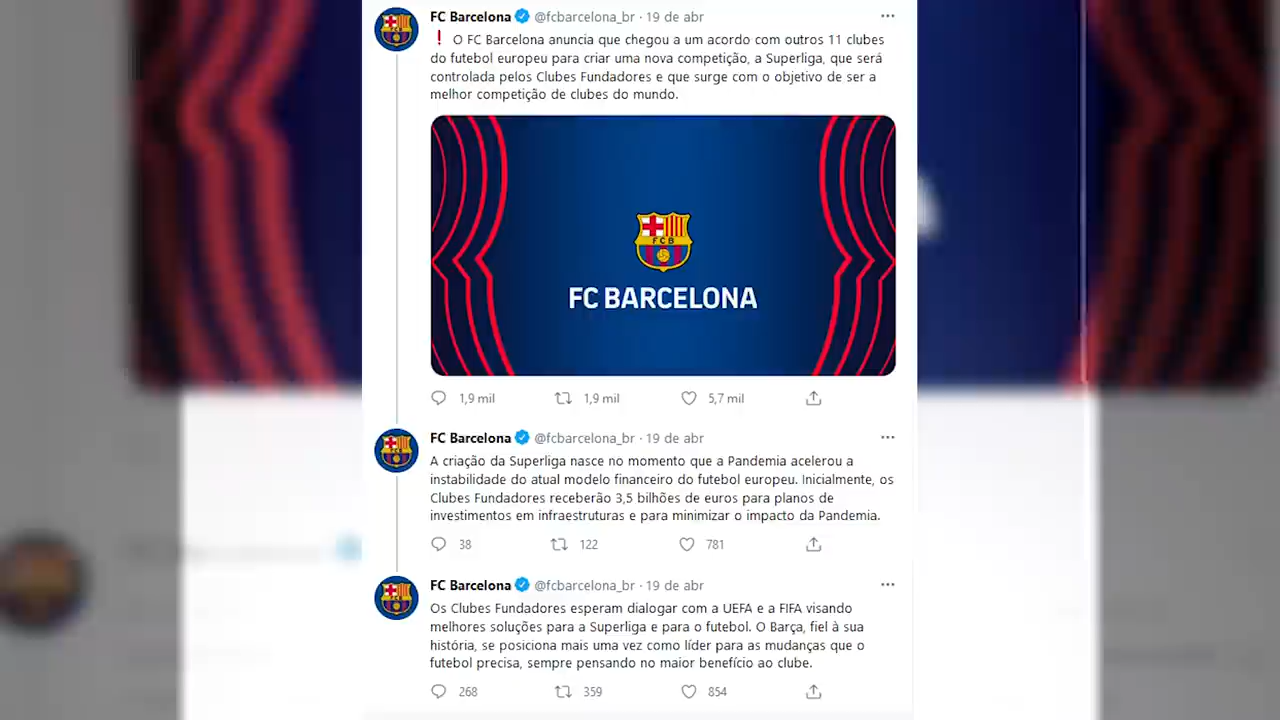 FC Barcelona @fcbarcelona_br · 19 de abr
❗ O FC Barcelona anuncia que chegou a um acordo com outros 11 clubes
do futebol europeu para criar uma nova competição, a Superliga, que será
controlada pelos Clubes Fundadores e que surge com o objetivo de ser a
melhor competição de clubes do mundo.
FCB
FC BARCELONA
1,9 mil 1,9 mil 5,7 mil
FC Barcelona @fcbarcelona_br · 19 de abr
A criação da Superliga nasce no momento que a Pandemia acelerou a
instabilidade do atual modelo financeiro do futebol europeu. Inicialmente, os
Clubes Fundadores receberão 3,5 bilhões de euros para planos de
investimentos em infraestruturas e para minimizar o impacto da Pandemia.
38 122 781
FC Barcelona @fcbarcelona_br · 19 de abr
Os Clubes Fundadores esperam dialogar com a UEFA e a FIFA visando
melhores soluções para a Superliga e para o futebol. O Barça, fiel à sua
história, se posiciona mais uma vez como líder para as mudanças que o
futebol precisa, sempre pensando no maior benefício ao clube.
268 359 854